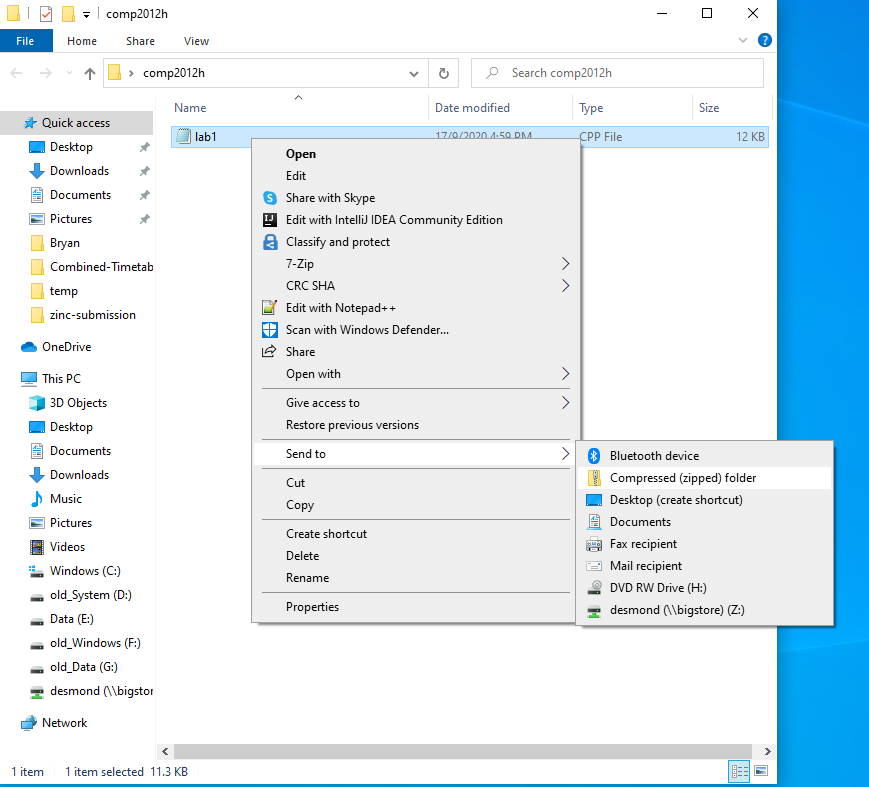 comp2012h
File Home Share View
comp2012h Search comp2012h
Name Date modified Type Size
lab1 17/9/2020 4:59 PM CPP File 12 KB
Quick access
Desktop
Downloads
Documents
Pictures
Bryan
Combined-Timetab
temp
zinc-submission
OneDrive
This PC
3D Objects
Desktop
Documents
Downloads
Music
Pictures
Videos
Windows (C:)
old_System (D:)
Data (E:)
old_Windows (F:)
old_Data (G:)
desmond (\\bigstor
Network
Open
Edit
Share with Skype
Edit with IntelliJ IDEA Community Edition
Classify and protect
7-Zip
CRC SHA
Edit with Notepad++
Scan with Windows Defender...
Share
Open with
Give access to
Restore previous versions
Send to
Cut
Copy
Create shortcut
Delete
Rename
Properties
Bluetooth device
Compressed (zipped) folder
Desktop (create shortcut)
Documents
Fax recipient
Mail recipient
DVD RW Drive (H:)
desmond (\\bigstore) (Z:)
1 item 1 item selected 11.3 KB